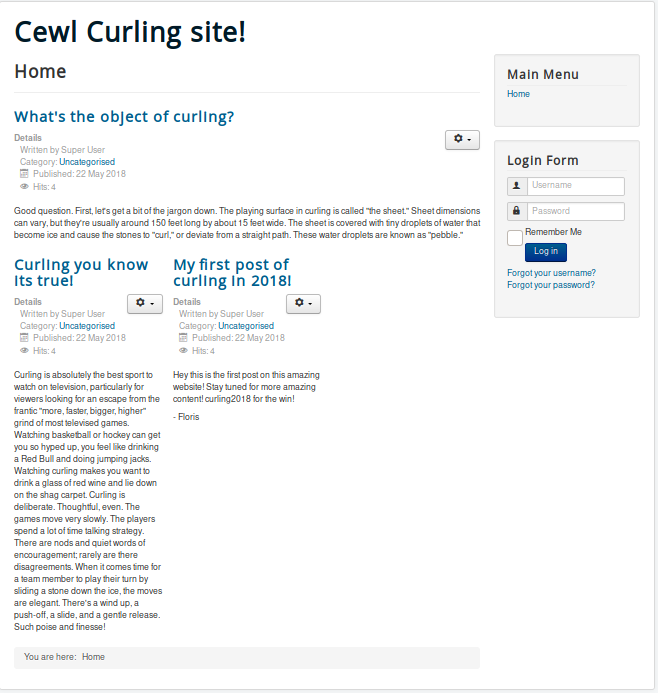 Cewl Curling site!
Home
What's the object of curling?
Details
Written by Super User
Category: Uncategorised
Published: 22 May 2018
Hits: 4
Good question. First, let's get a bit of the jargon down. The playing surface in curling is called "the sheet." Sheet dimensions
can vary, but they're usually around 150 feet long by about 15 feet wide. The sheet is covered with tiny droplets of water that
become ice and cause the stones to "curl," or deviate from a straight path. These water droplets are known as "pebble."
Curling you know
its true!
Details
Written by Super User
Category: Uncategorised
Published: 22 May 2018
Hits: 4
Curling is absolutely the best sport to
watch on television, particularly for
viewers looking for an escape from the
frantic "more, faster, bigger, higher"
grind of most televised games.
Watching basketball or hockey can get
you so hyped up, you feel like drinking
a Red Bull and doing jumping jacks.
Watching curling makes you want to
drink a glass of red wine and lie down
on the shag carpet. Curling is
deliberate. Thoughtful, even. The
games move very slowly. The players
spend a lot of time talking strategy.
There are nods and quiet words of
encouragement; rarely are there
disagreements. When it comes time for
a team member to play their turn by
sliding a stone down the ice, the moves
are elegant. There's a wind up, a
push-off, a slide, and a gentle release.
Such poise and finesse!
My first post of
curling in 2018!
Details
Written by Super User
Category: Uncategorised
Published: 22 May 2018
Hits: 4
Hey this is the first post on this amazing
website! Stay tuned for more amazing
content! curling2018 for the win!
- Floris
You are here: Home
Main Menu
Home
Login Form
Username
Password
Remember Me
Log in
Forgot your username?
Forgot your password?